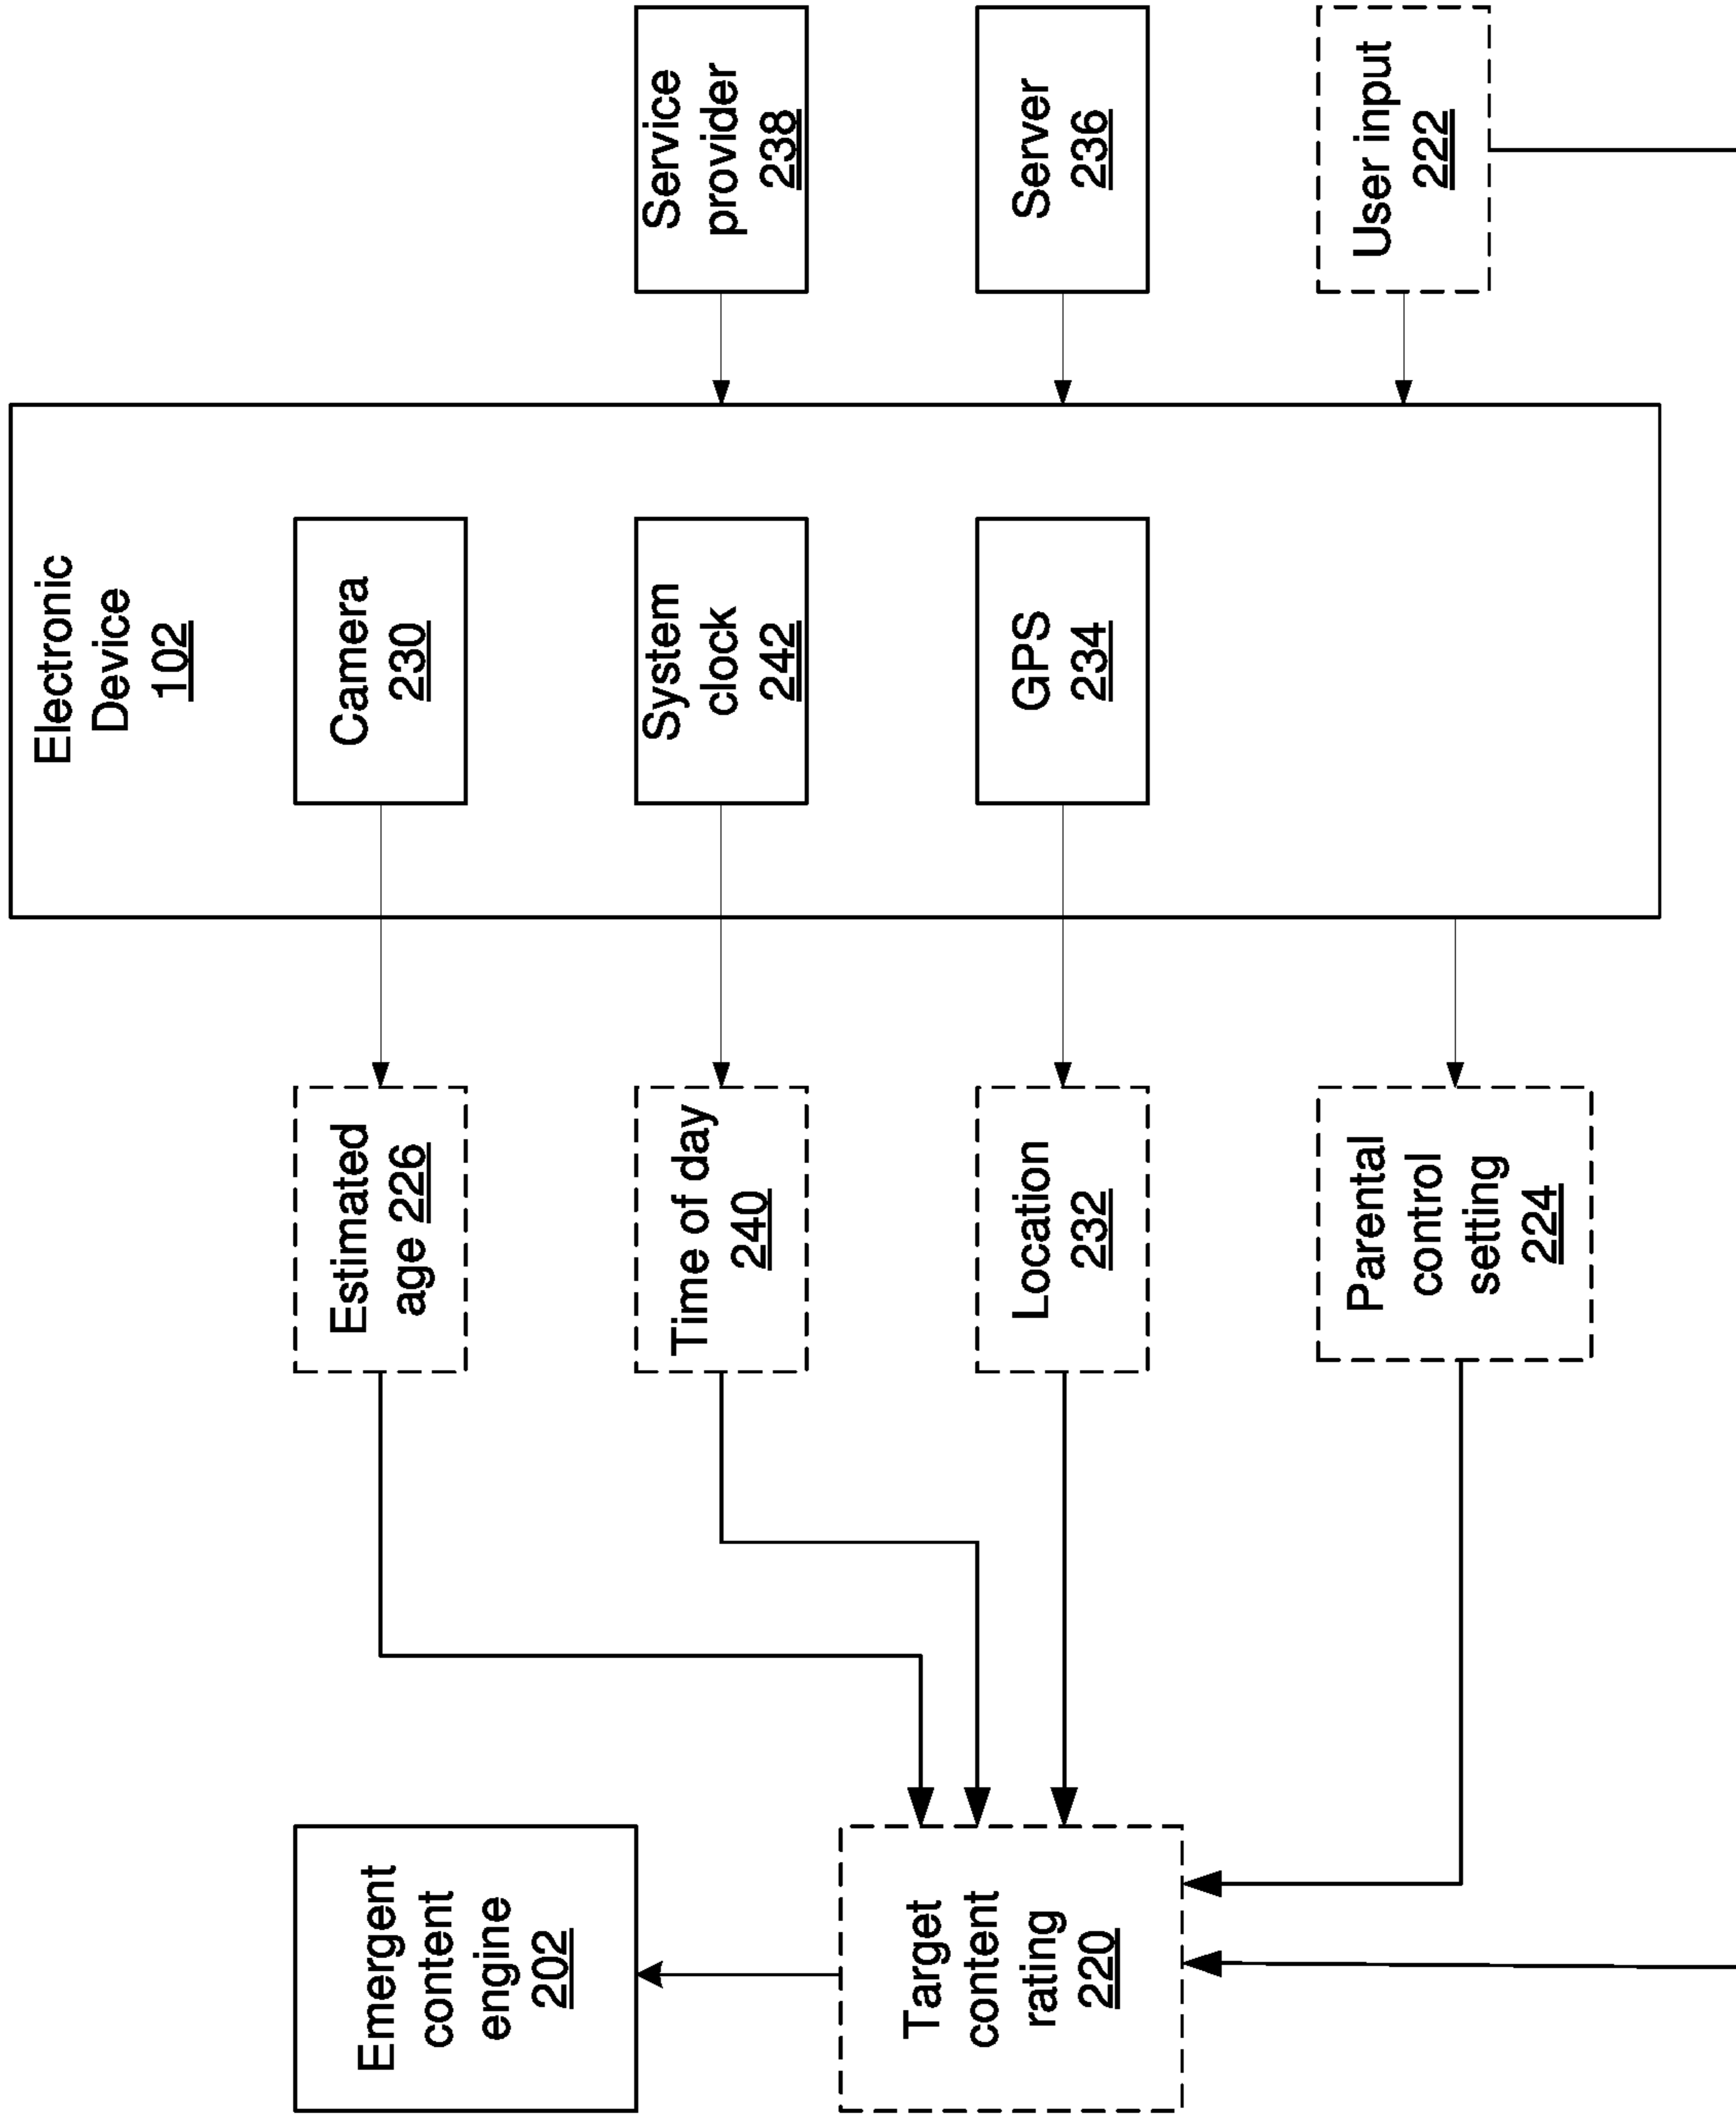 Electronic
Device
102
Emergent
content
engine
202
Estimated
age 226
Camera
230
Time of day
240
System
clock
242
Service
provider
238
Target
content
rating
220
Location
232
GPS
234
Server
236
Parental
control
setting
224
User input
222